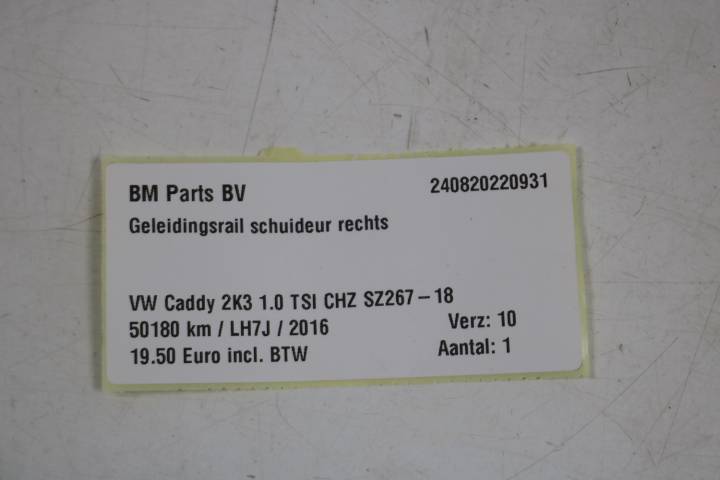 BM Parts BV 240820220931
Geleidingsrail schuideur rechts
VW Caddy 2K3 1.0 TSI CHZ SZ267-18
50180 km / LH7J / 2016 Verz: 10
19.50 Euro incl. BTW Aantal: 1